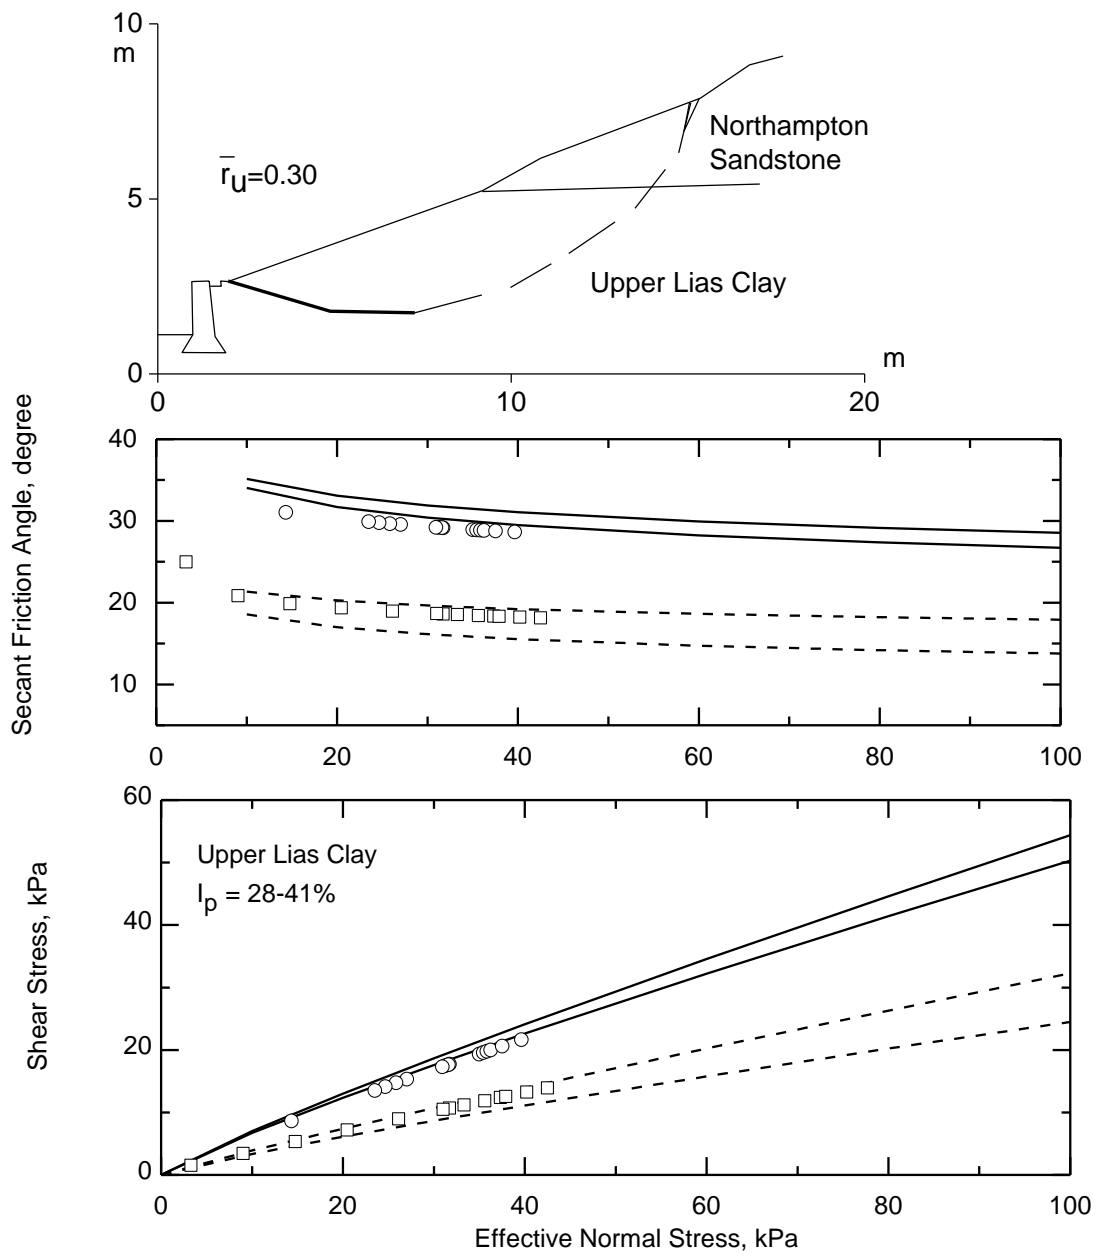 10
m
Northampton
Sandstone
r̅u=0.30
5
Upper Lias Clay
0
m
0 10 20
Secant Friction Angle, degree
40
30
20
10
0 20 40 60 80 100
60
Upper Lias Clay
Ip = 28-41%
Shear Stress, kPa
40
20
0
0 20 40 60 80 100
Effective Normal Stress, kPa